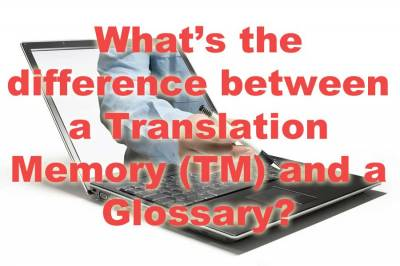 What’s the
difference between
a Translation
Memory (TM) and a
Glossary?